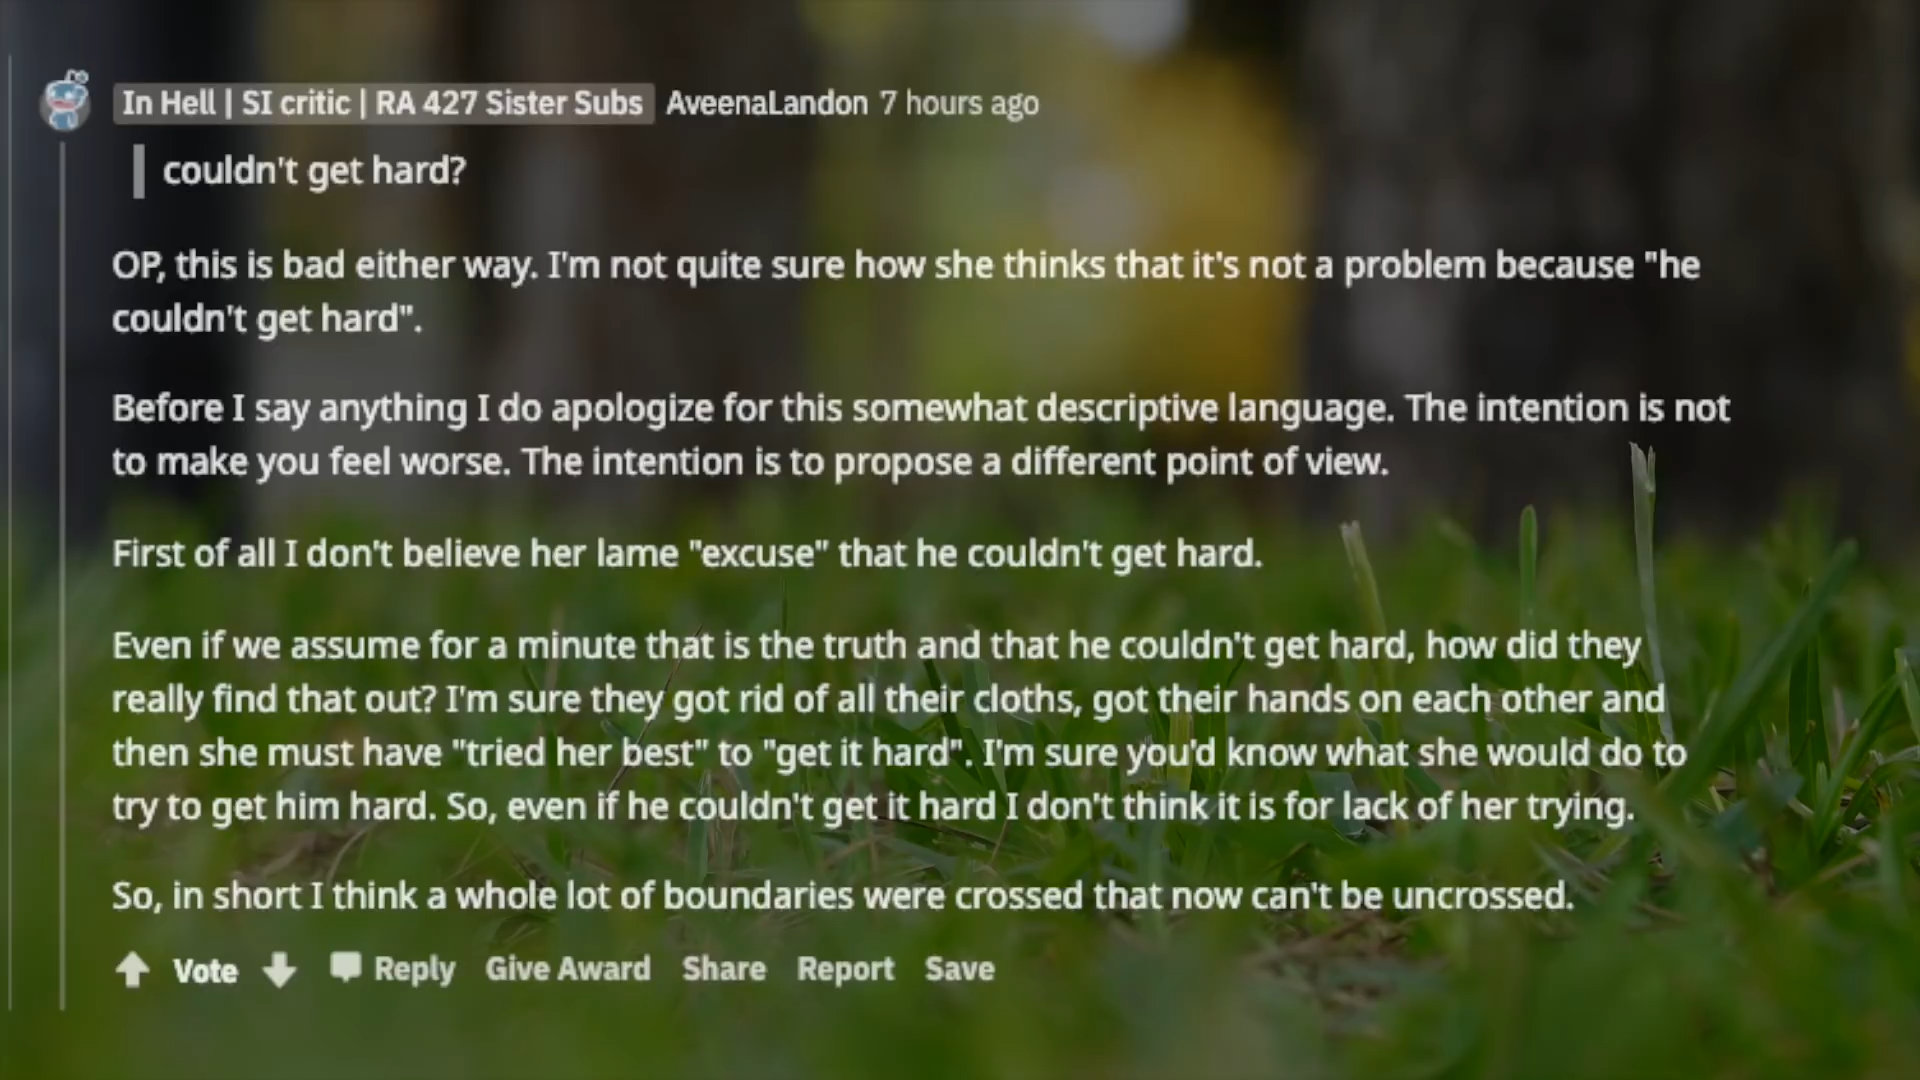 In Hell | SI critic | RA 427 Sister Subs AveenaLandon 7 hours ago
couldn't get hard?
OP, this is bad either way. I'm not quite sure how she thinks that it's not a problem because "he
couldn't get hard".
Before I say anything I do apologize for this somewhat descriptive language. The intention is not
to make you feel worse. The intention is to propose a different point of view.
First of all I don't believe her lame "excuse" that he couldn't get hard.
Even if we assume for a minute that is the truth and that he couldn't get hard, how did they
really find that out? I'm sure they got rid of all their cloths, got their hands on each other and
then she must have "tried her best" to "get it hard". I'm sure you'd know what she would do to
try to get him hard. So, even if he couldn't get it hard I don't think it is for lack of her trying.
So, in short I think a whole lot of boundaries were crossed that now can't be uncrossed.
Vote Reply Give Award Share Report Save